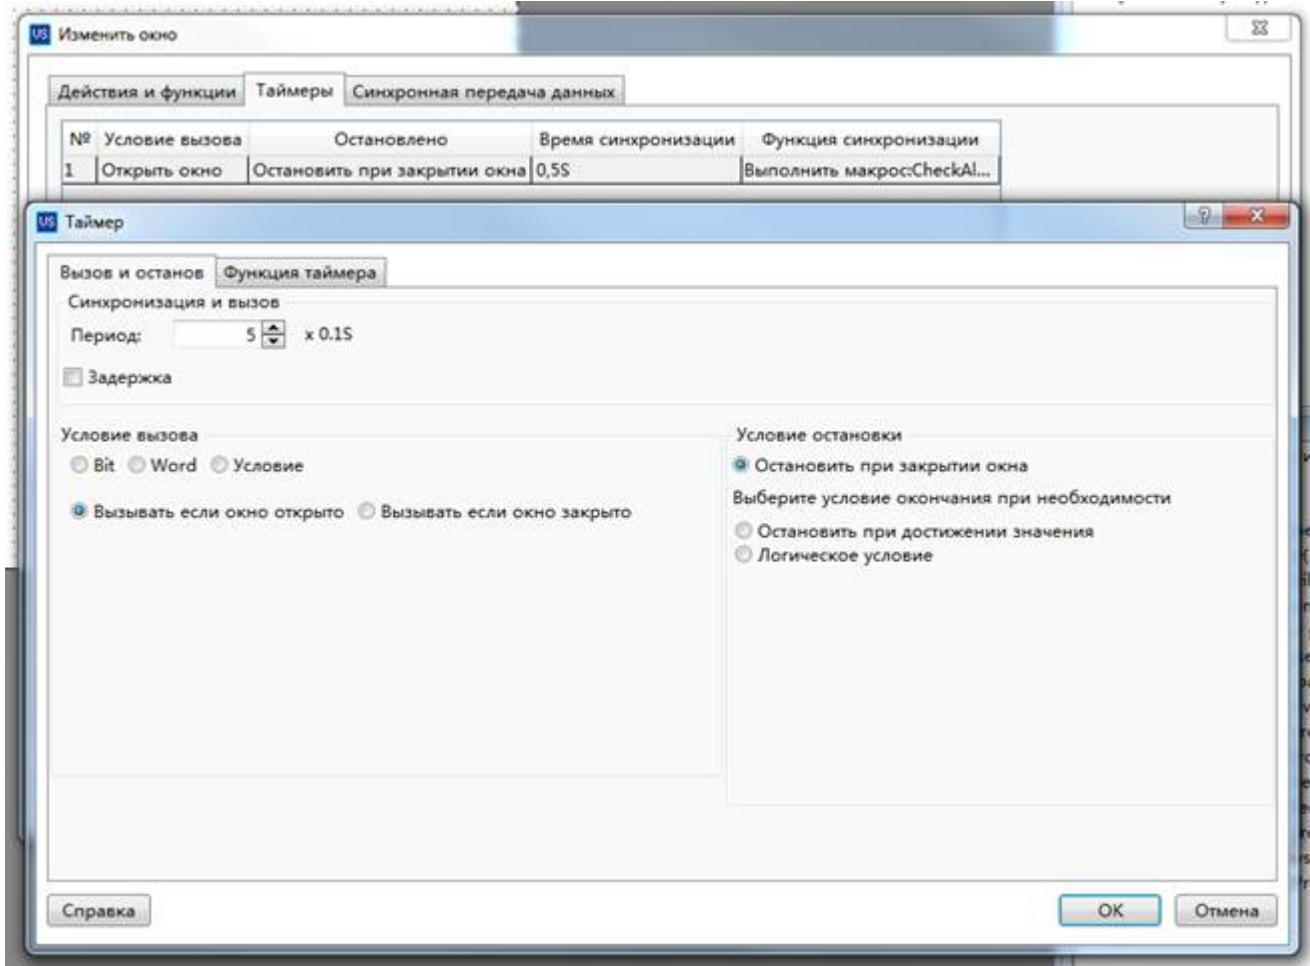 US Изменить окно
Действия и функции Таймеры Синхронная передача данных
№ Условие вызова Остановлено Время синхронизации Функция синхронизации
1 Открыть окно Остановить при закрытии окна 0,5S Выполнить макрос:CheckAl...
US Таймер ?
Вызов и останов Функция таймера
Синхронизация и вызов
Период: 5 x 0.1S
Задержка
Условие вызова Условие остановки
Bit Word Условие Остановить при закрытии окна
Выберите условие окончания при необходимости
Вызывать если окно открыто Вызывать если окно закрыто
Остановить при достижении значения
Логическое условие
Справка OK Отмена